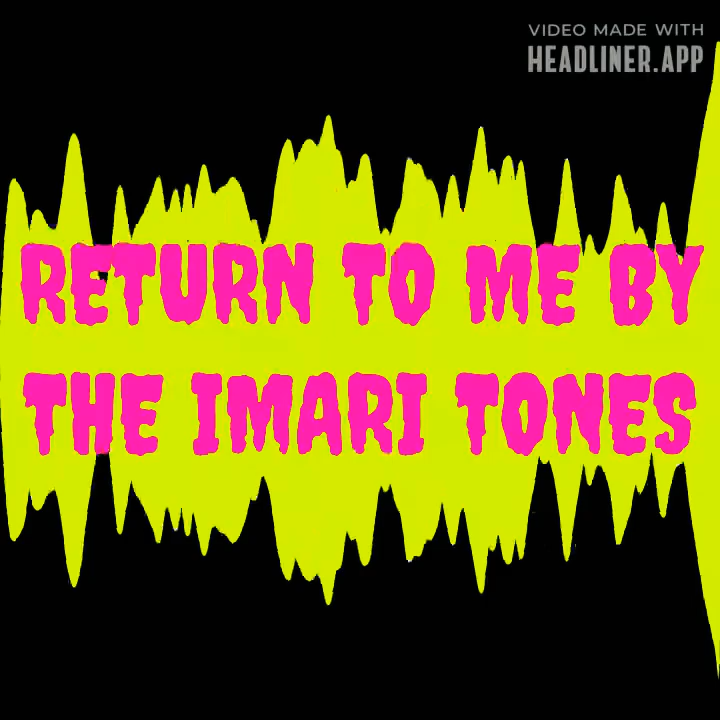 VIDEO MADE WITH
HEADLINER.APP
RETURN TO ME BY
THE IMARI TONES